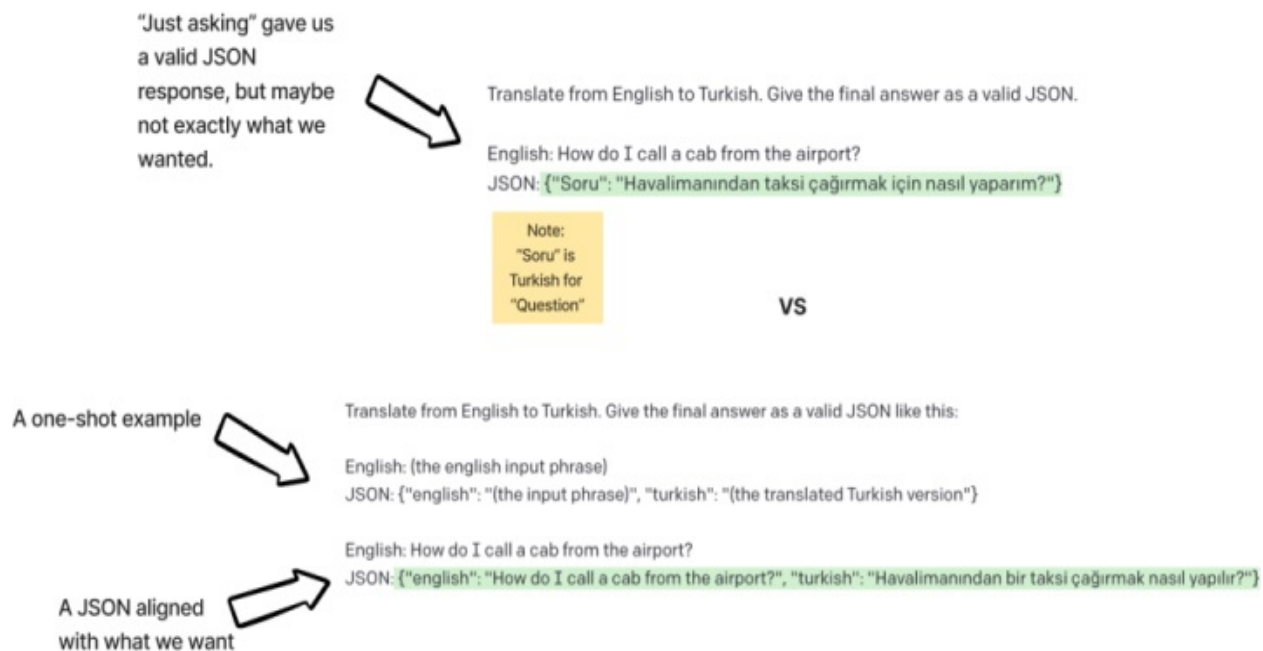 "Just asking" gave us
a valid JSON
response, but maybe
not exactly what we
wanted.
Translate from English to Turkish. Give the final answer as a valid JSON.
English: How do I call a cab from the airport?
JSON: {"Soru": "Havalimanından taksi çağırmak için nasıl yaparım?"}
Note:
"Soru" is
Turkish for
"Question"
VS
A one-shot example
Translate from English to Turkish. Give the final answer as a valid JSON like this:
English: (the english input phrase)
JSON: {"english": "(the input phrase)", "turkish": "(the translated Turkish version"}
English: How do I call a cab from the airport?
JSON: {"english": "How do I call a cab from the airport?", "turkish": "Havalimanından bir taksi çağırmak nasıl yapılır?"}
A JSON aligned
with what we want